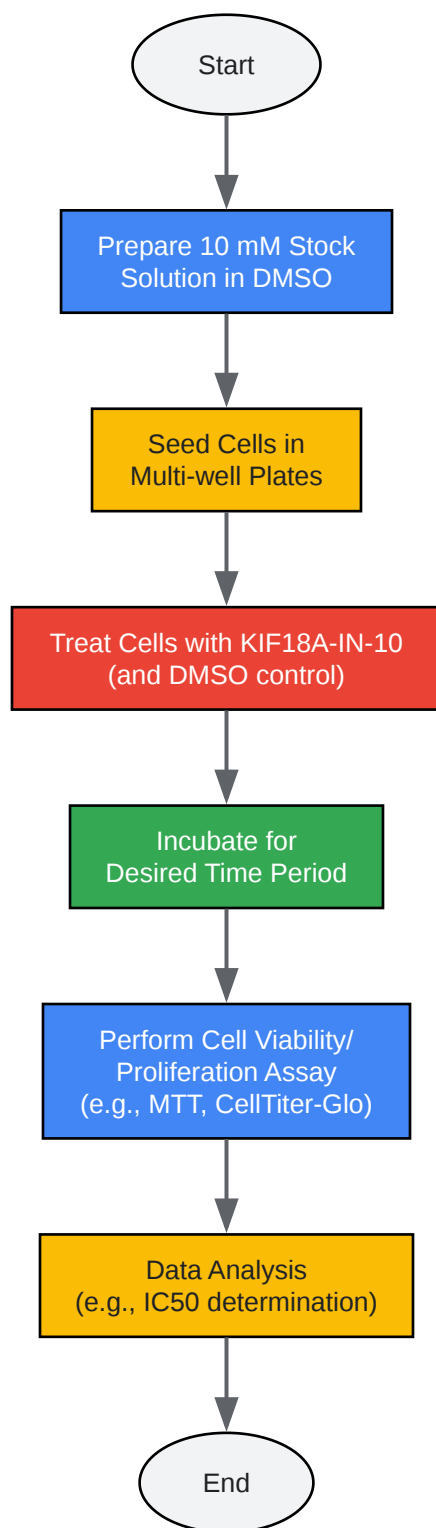 Start
Prepare 10 mM Stock
Solution in DMSO
Seed Cells in
Multi-well Plates
Treat Cells with KIF18A-IN-10
(and DMSO control)
Incubate for
Desired Time Period
Perform Cell Viability/
Proliferation Assay
(e.g., MTT, CellTiter-Glo)
Data Analysis
(e.g., IC50 determination)
End